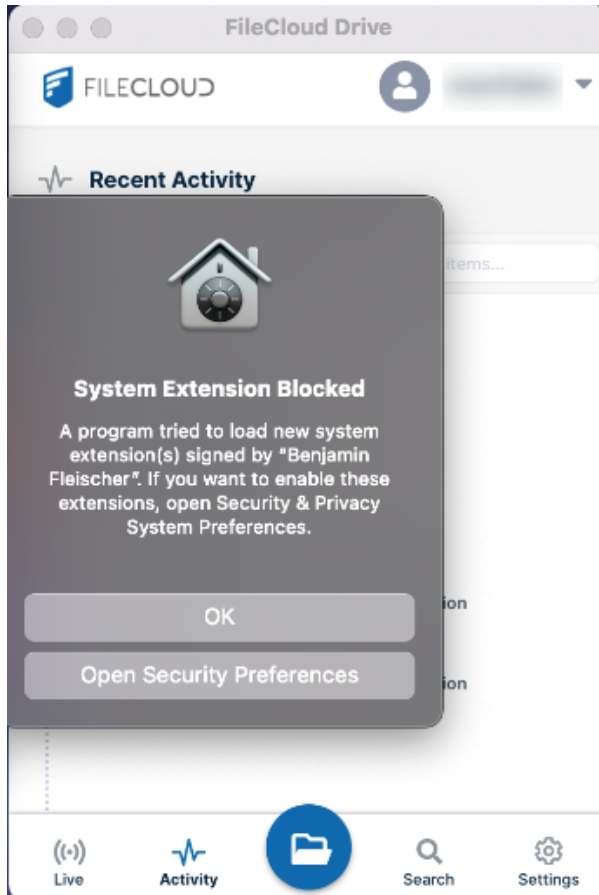 FileCloud Drive
FILECLOUD
Recent Activity
items...
System Extension Blocked
A program tried to load new system
extension(s) signed by "Benjamin
Fleischer". If you want to enable these
extensions, open Security & Privacy
System Preferences.
OK
ion
Open Security Preferences
ion
Live
Activity
Search
Settings